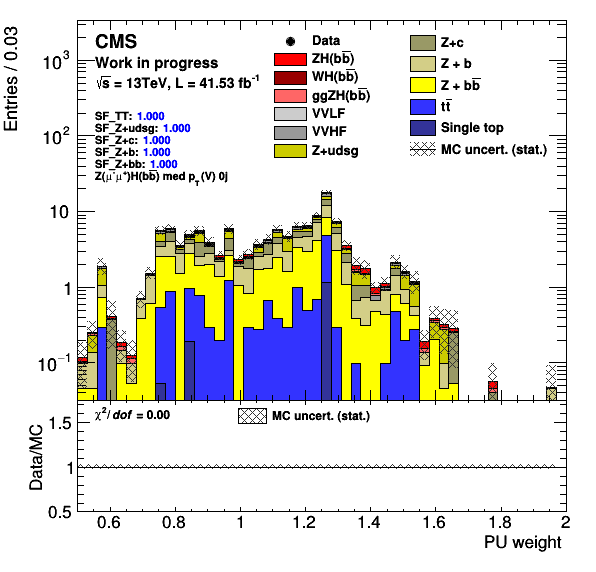 CMS
Work in progress
√s = 13TeV, L = 41.53 fb⁻¹
SF_TT: 1.000
SF_Z+udsg: 1.000
SF_Z+c: 1.000
SF_Z+b: 1.000
SF_Z+bb: 1.000
Z(μ⁻μ⁺)H(bb̅) med p_T(V) 0j
Data
ZH(bb̅)
WH(bb̅)
ggZH(bb̅)
VVLF
VVHF
Z+udsg
Z+c
Z + b
Z + bb̅
tt̅
Single top
MC uncert. (stat.)
Entries / 0.03
10³
10²
10
1
10⁻¹
χ²/dof = 0.00
MC uncert. (stat.)
Data/MC
1.5
1
0.5
0.6 0.8 1 1.2 1.4 1.6 1.8 2
PU weight